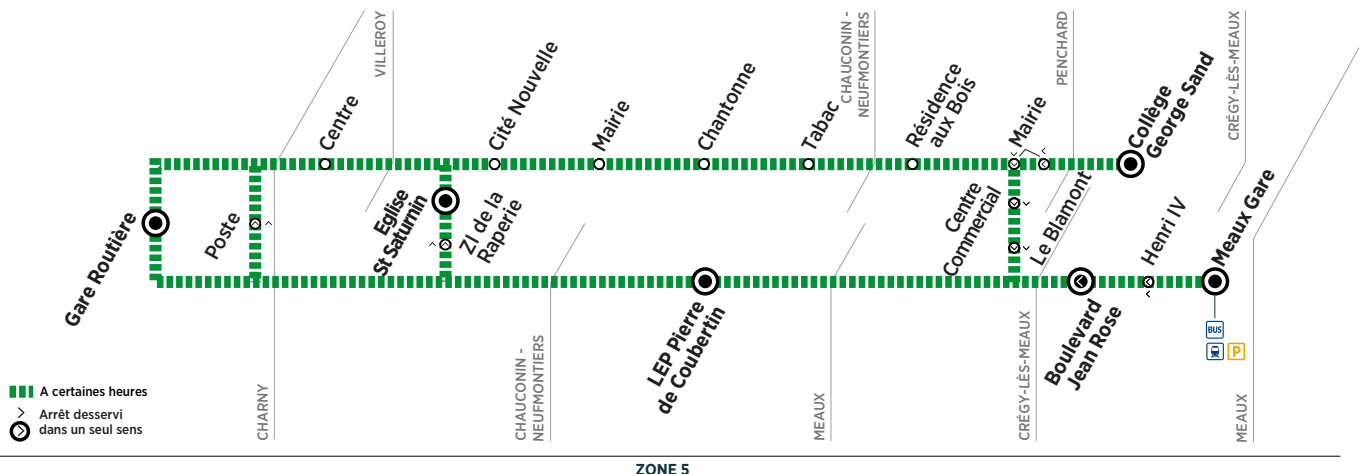 VILLEROY
CHAUCONIN -
NEUFMONTIERS
PENCHARD
CRÉGY-LÈS-MEAUX
Centre
Cité Nouvelle
Mairie
Chantonne
Tabac
Résidence
aux Bois
Mairie
Collège
George Sand
Gare Routière
Poste
Eglise
St Saturnin
ZI de la
Raperie
Centre
Commercial
Le Blamont
Henri IV
Meaux Gare
LEP Pierre
de Coubertin
Boulevard
Jean Rose
BUS
P
A certaines heures
Arrêt desservi
dans un seul sens
CHARNY
CHAUCONIN -
NEUFMONTIERS
MEAUX
CRÉGY-LÈS-MEAUX
MEAUX
ZONE 5